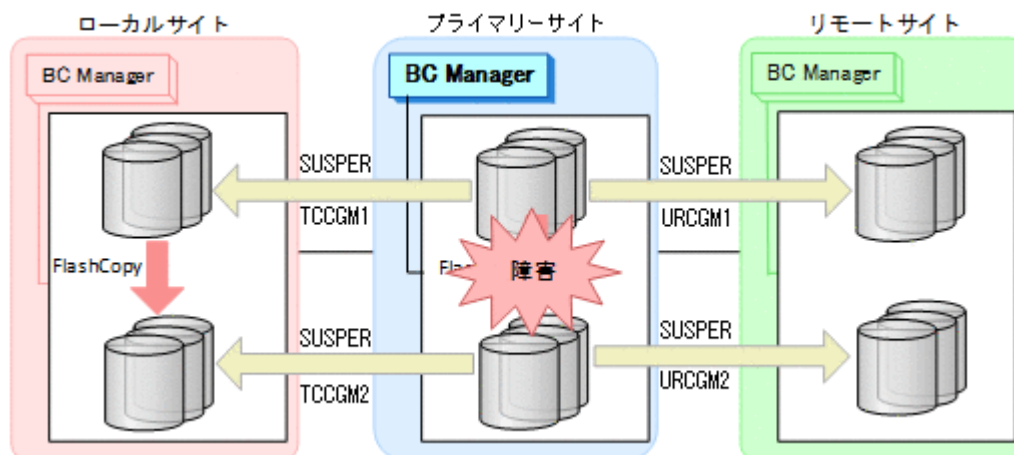 ローカルサイト
プライマリーサイト
リモートサイト
BC Manager
BC Manager
BC Manager
SUSPER
SUSPER
TCCGM1
URCGM1
FlashCopy
障害
SUSPER
SUSPER
TCCGM2
URCGM2